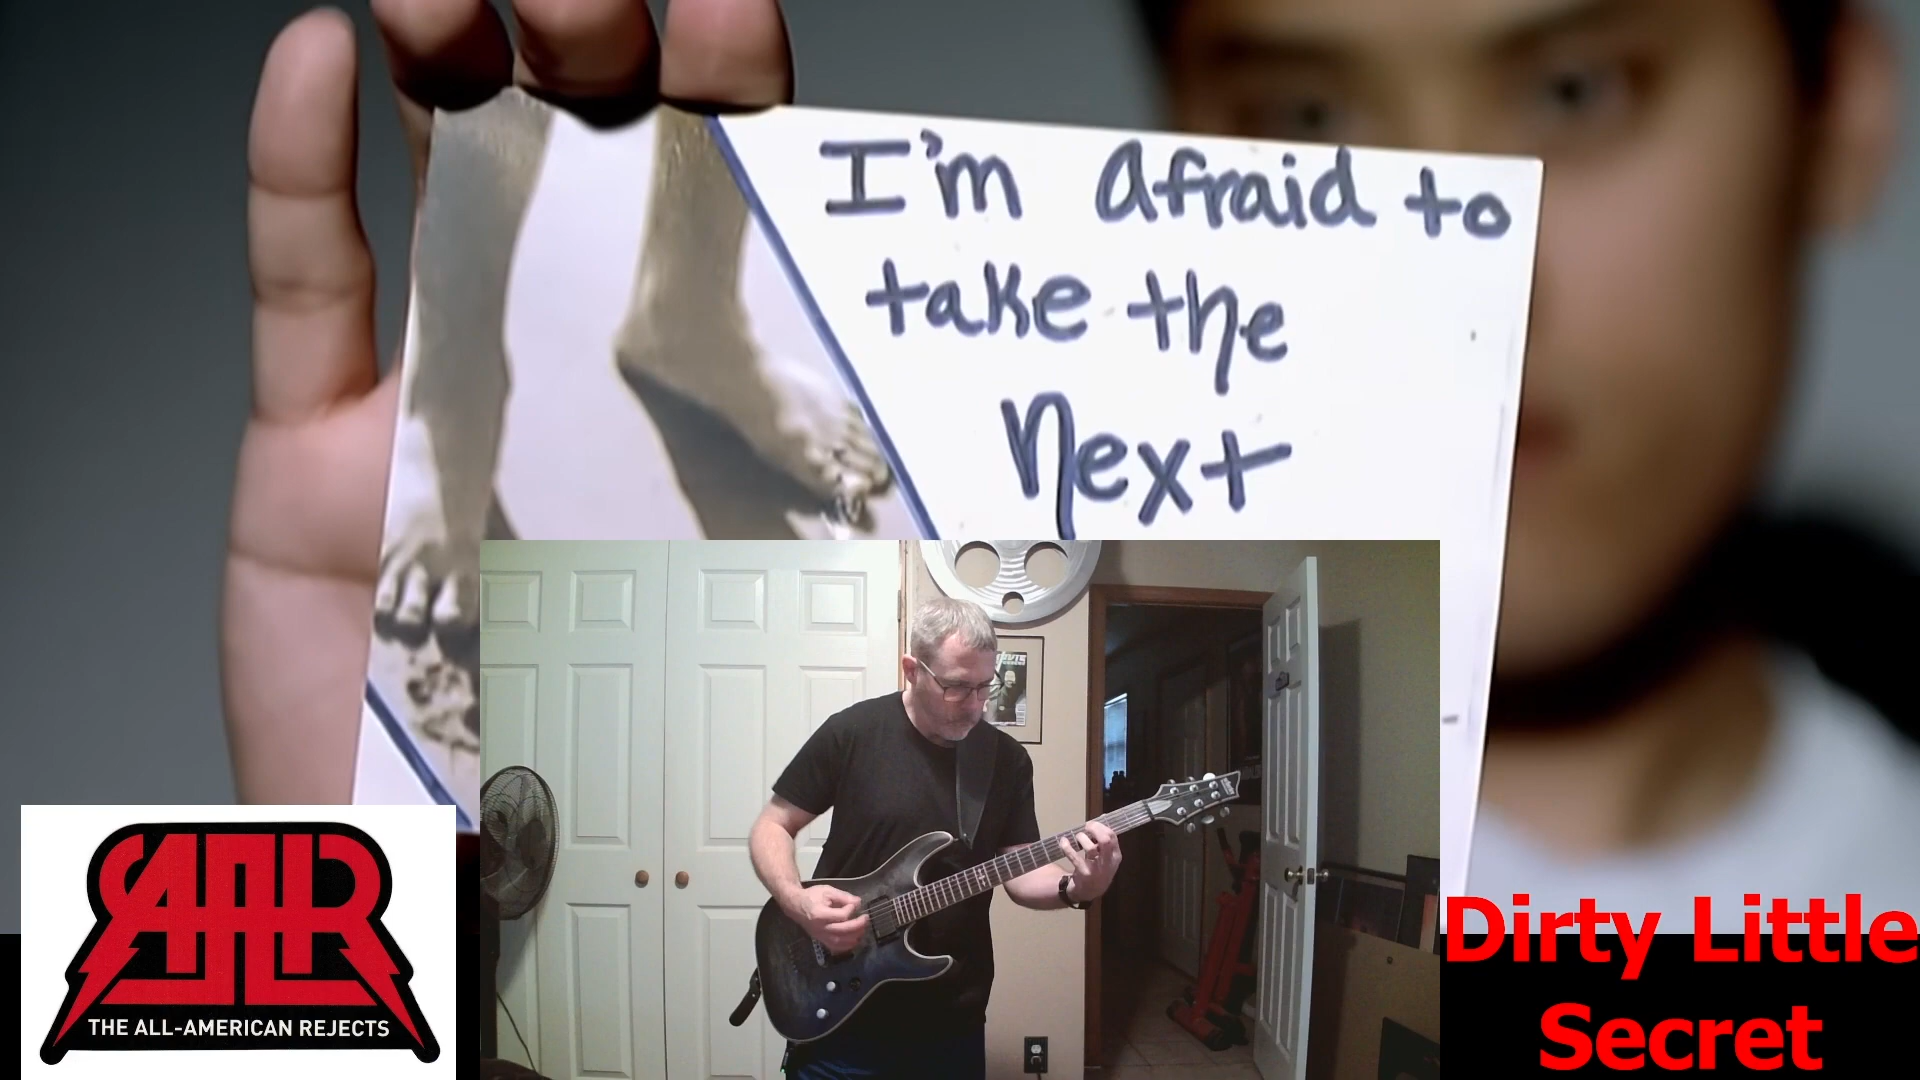 I'm afraid to
take the
next
THE ALL-AMERICAN REJECTS
Dirty Little
Secret